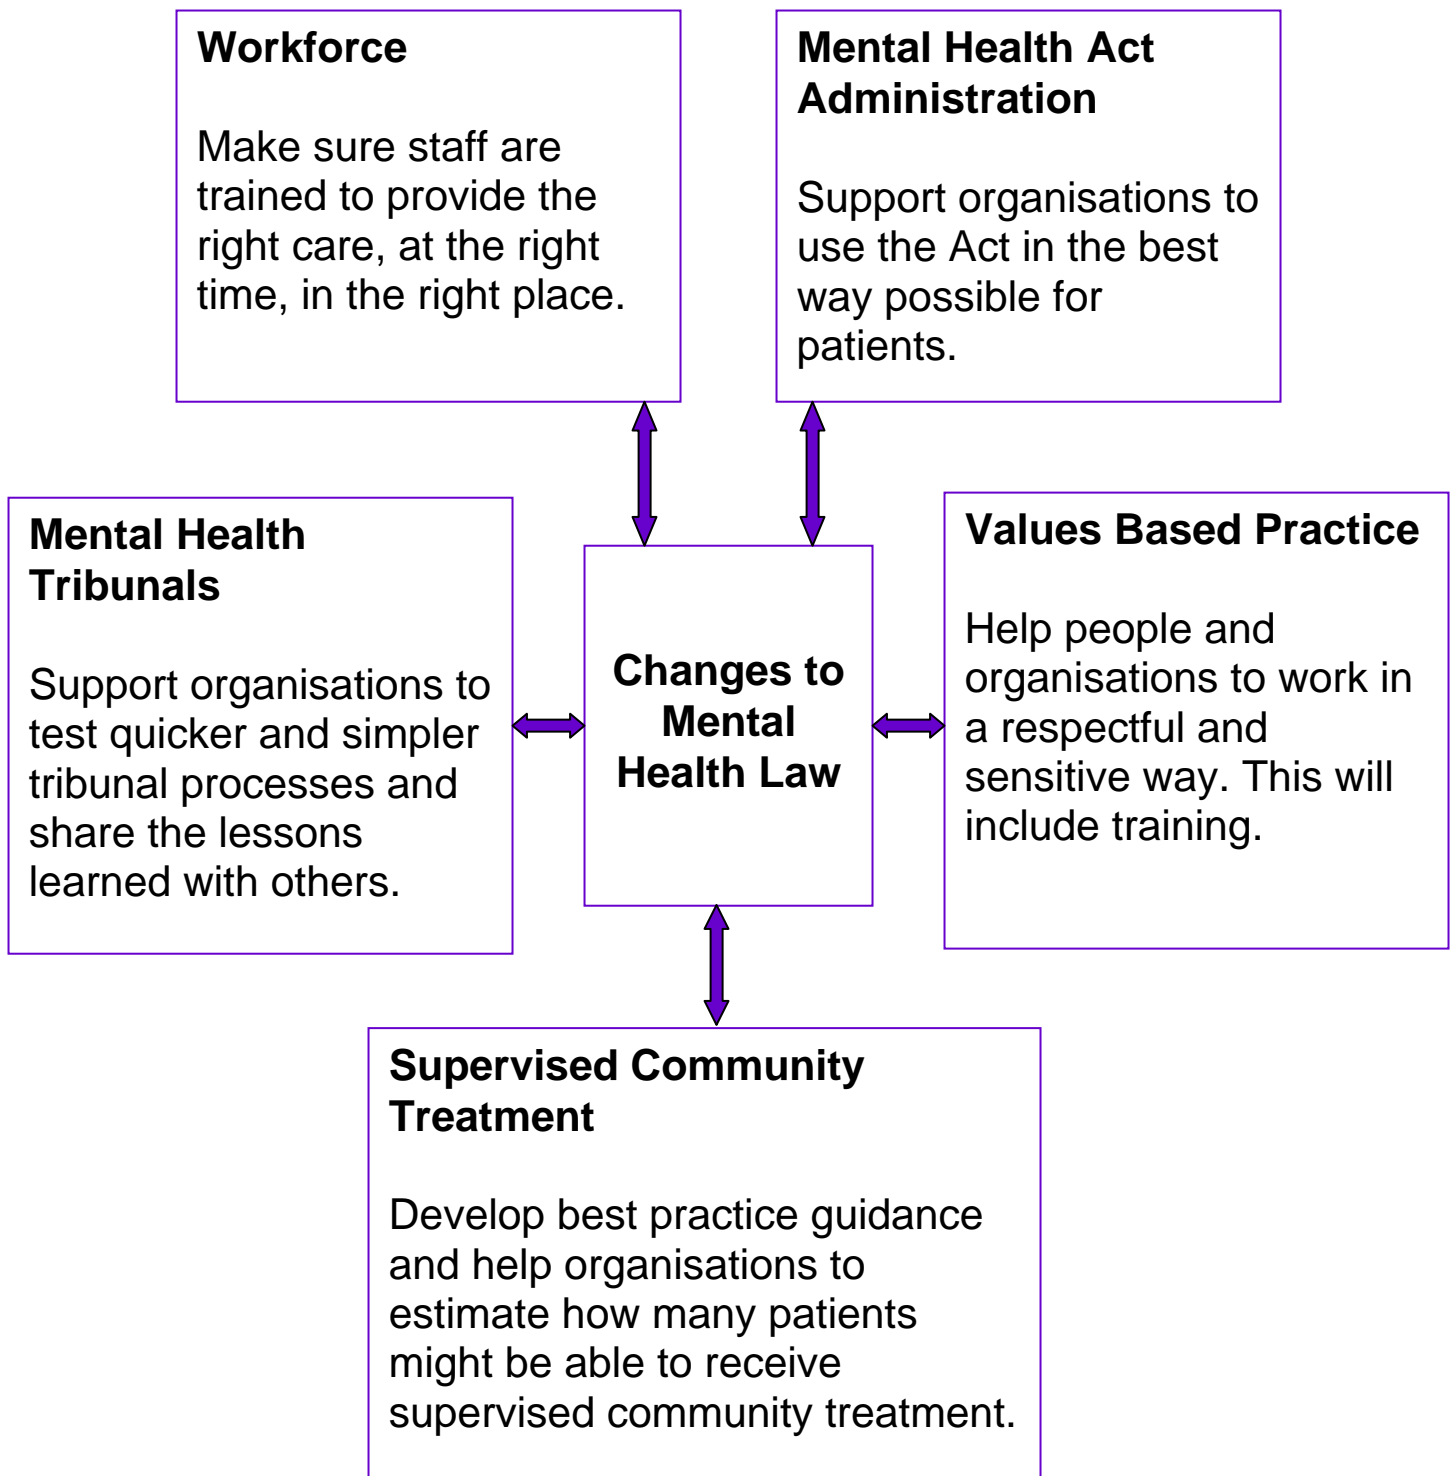 Workforce
Make sure staff are
trained to provide the
right care, at the right
time, in the right place.
Mental Health Act
Administration
Support organisations to
use the Act in the best
way possible for
patients.
Mental Health
Tribunals
Support organisations to
test quicker and simpler
tribunal processes and
share the lessons
learned with others.
Changes to
Mental
Health Law
Values Based Practice
Help people and
organisations to work in
a respectful and
sensitive way. This will
include training.
Supervised Community
Treatment
Develop best practice guidance
and help organisations to
estimate how many patients
might be able to receive
supervised community treatment.